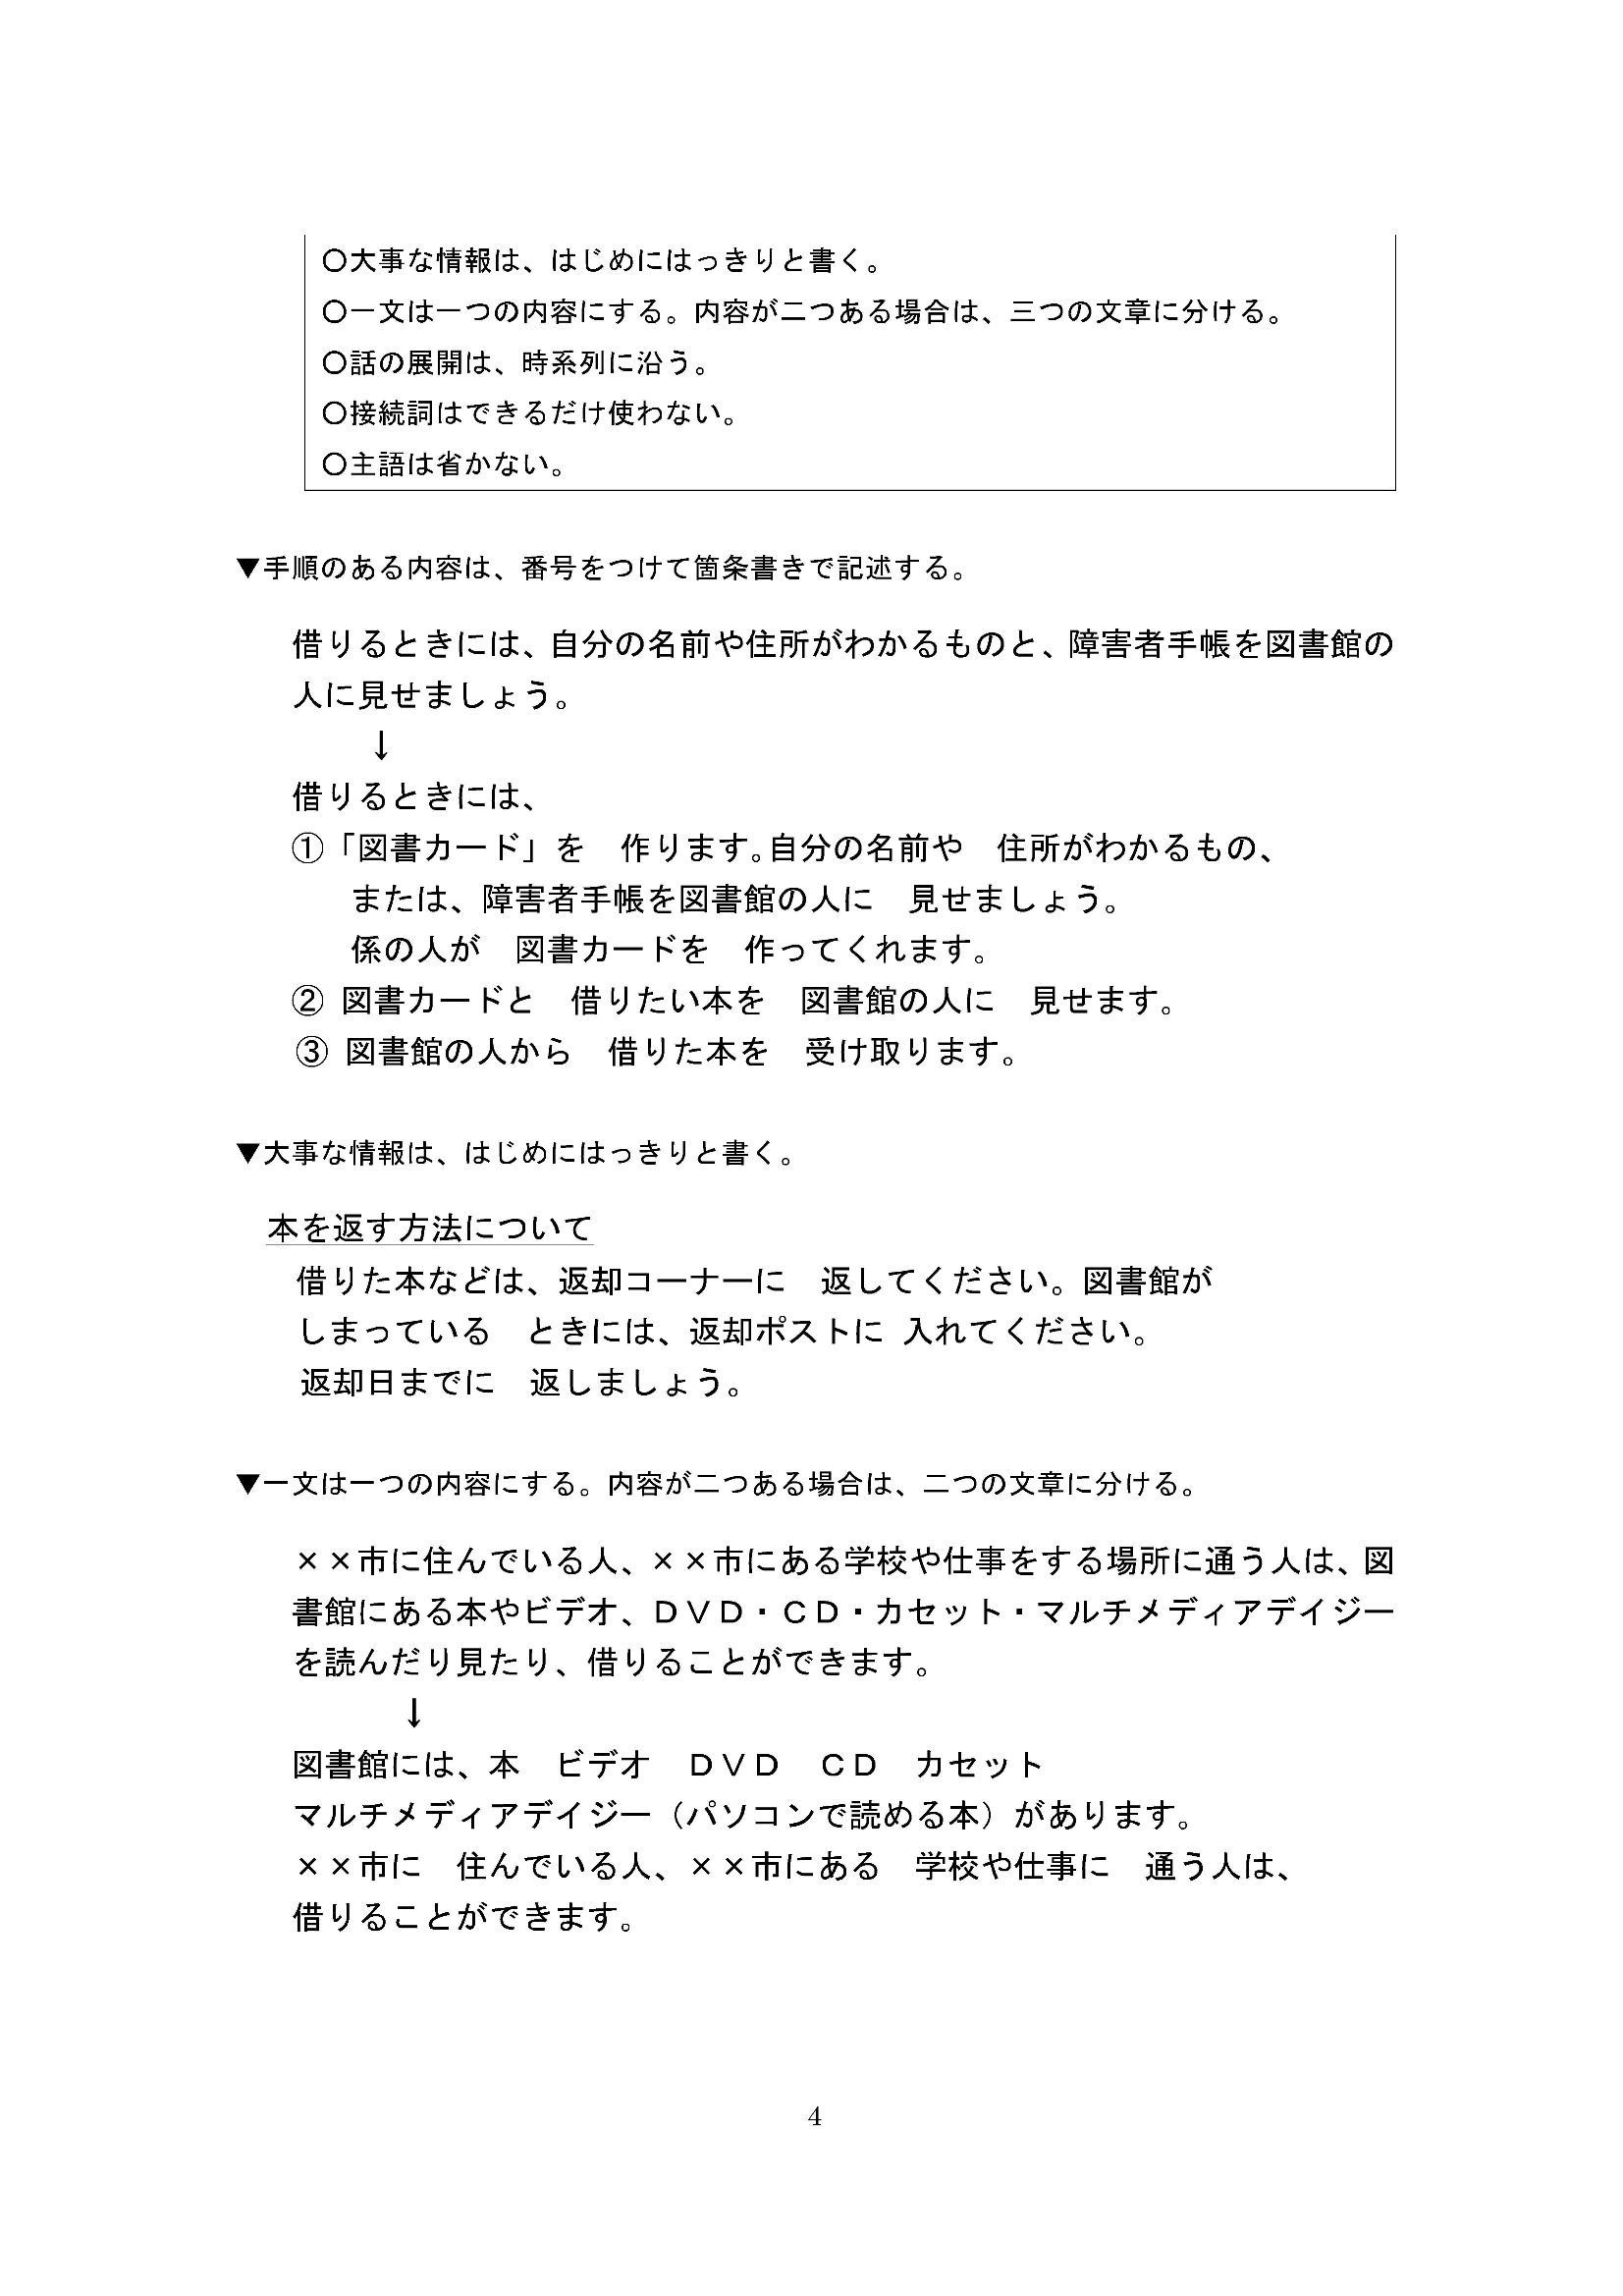 〇大事な情報は、はじめにはっきりと書く。
〇一文は一つの内容にする。内容が二つある場合は、三つの文章に分ける。
〇話の展開は、時系列に沿う。
〇接続詞はできるだけ使わない。
〇主語は省かない。
▼手順のある内容は、番号をつけて箇条書きで記述する。
借りるときには、自分の名前や住所がわかるものと、障害者手帳を図書館の
人に見せましょう。
↓
借りるときには、
①「図書カード」を　作ります。自分の名前や　住所がわかるもの、
または、障害者手帳を図書館の人に　見せましょう。
係の人が　図書カードを　作ってくれます。
② 図書カードと　借りたい本を　図書館の人に　見せます。
③ 図書館の人から　借りた本を　受け取ります。
▼大事な情報は、はじめにはっきりと書く。
本を返す方法について
借りた本などは、返却コーナーに　返してください。図書館が
しまっている　ときには、返却ポストに 入れてください。
返却日までに　返しましょう。
▼一文は一つの内容にする。内容が二つある場合は、二つの文章に分ける。
××市に住んでいる人、××市にある学校や仕事をする場所に通う人は、図
書館にある本やビデオ、ＤＶＤ・ＣＤ・カセット・マルチメディアデイジー
を読んだり見たり、借りることができます。
↓
図書館には、本　ビデオ　ＤＶＤ　ＣＤ　カセット
マルチメディアデイジー（パソコンで読める本）があります。
××市に　住んでいる人、××市にある　学校や仕事に　通う人は、
借りることができます。
4